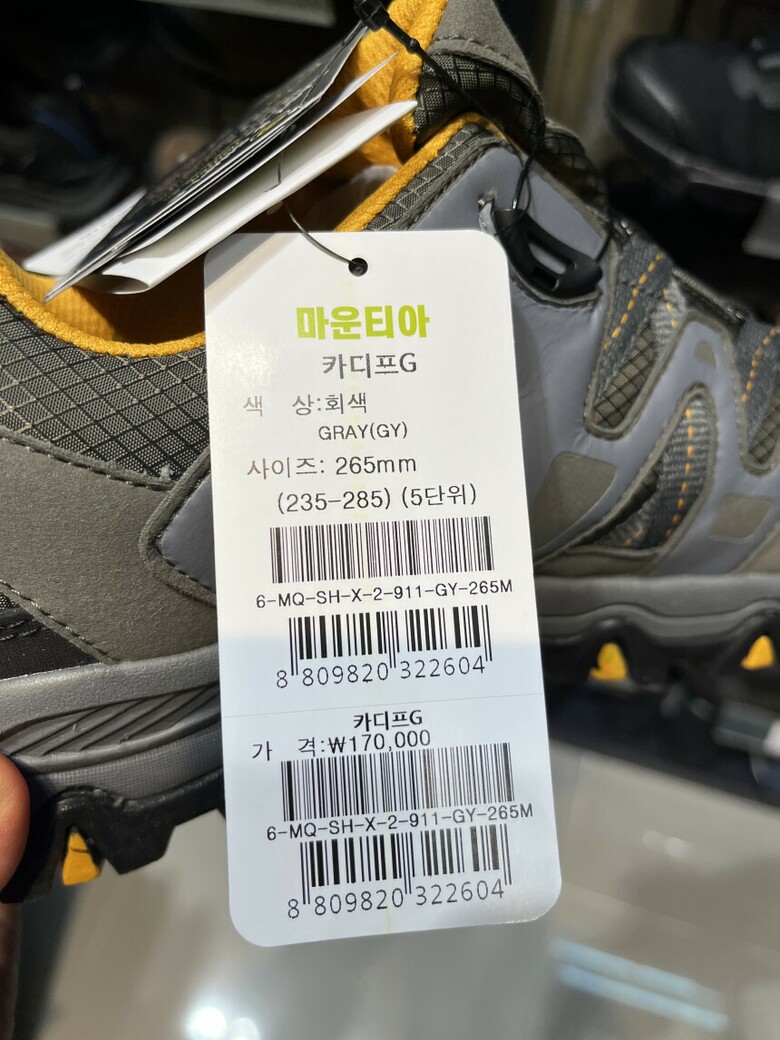 마운티아
카디프G
색 상:회색
GRAY(GY)
사이즈: 265mm
(235-285) (5단위)
6-MQ-SH-X-2-911-GY-265M
8 809820 322604
카디프G
가 격:₩170,000
6-MQ-SH-X-2-911-GY-265M
8 809820 322604